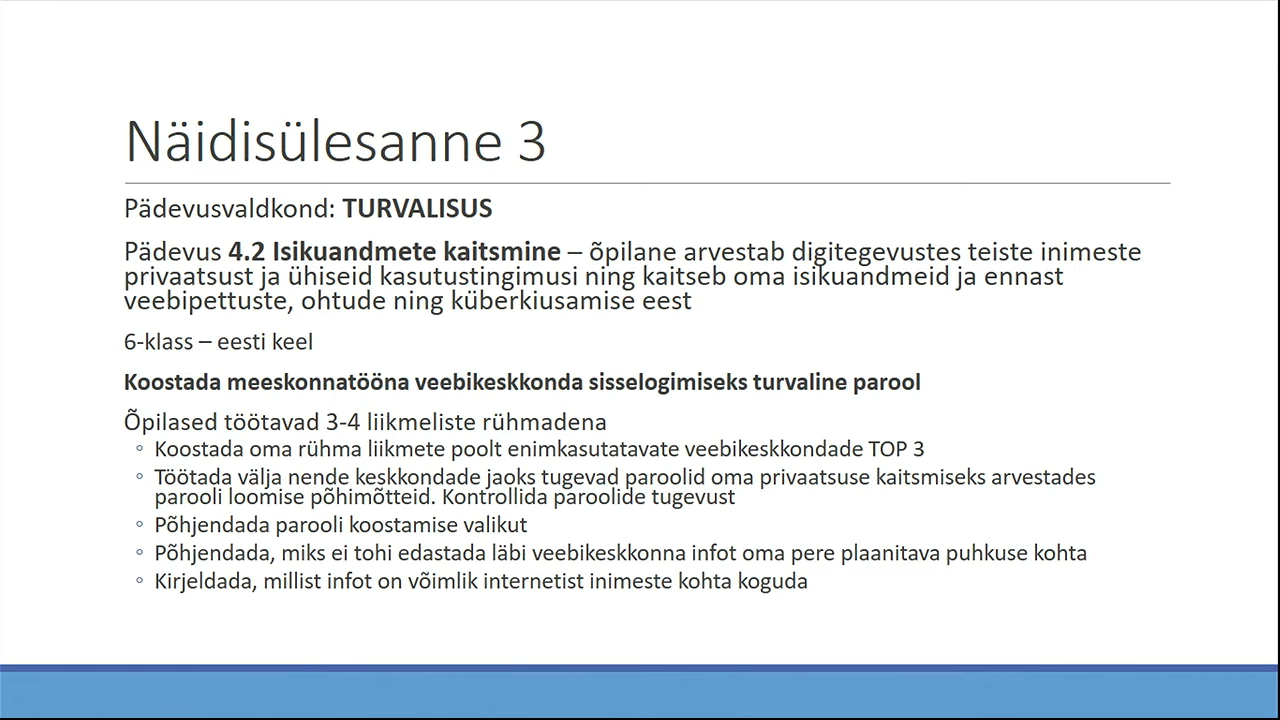 Näidisülesanne 3
Pädevusvaldkond: TURVALISUS
Pädevus 4.2 Isikuandmete kaitsmine – õpilane arvestab digitegevustes teiste inimeste
privaatsust ja ühiseid kasutustingimusi ning kaitseb oma isikuandmeid ja ennast
veebipettuste, ohtude ning küberkiusamise eest
6-klass – eesti keel
Koostada meeskonnatööna veebikeskkonda sisselogimiseks turvaline parool
Õpilased töötavad 3-4 liikmeliste rühmadena
◦ Koostada oma rühma liikmete poolt enimkasutatavate veebikeskkondade TOP 3
◦ Töötada välja nende keskkondade jaoks tugevad paroolid oma privaatsuse kaitsmiseks arvestades
parooli loomise põhimõtteid. Kontrollida paroolide tugevust
◦ Põhjendada parooli koostamise valikut
◦ Põhjendada, miks ei tohi edastada läbi veebikeskkonna infot oma pere plaanitava puhkuse kohta
◦ Kirjeldada, millist infot on võimlik internetist inimeste kohta koguda